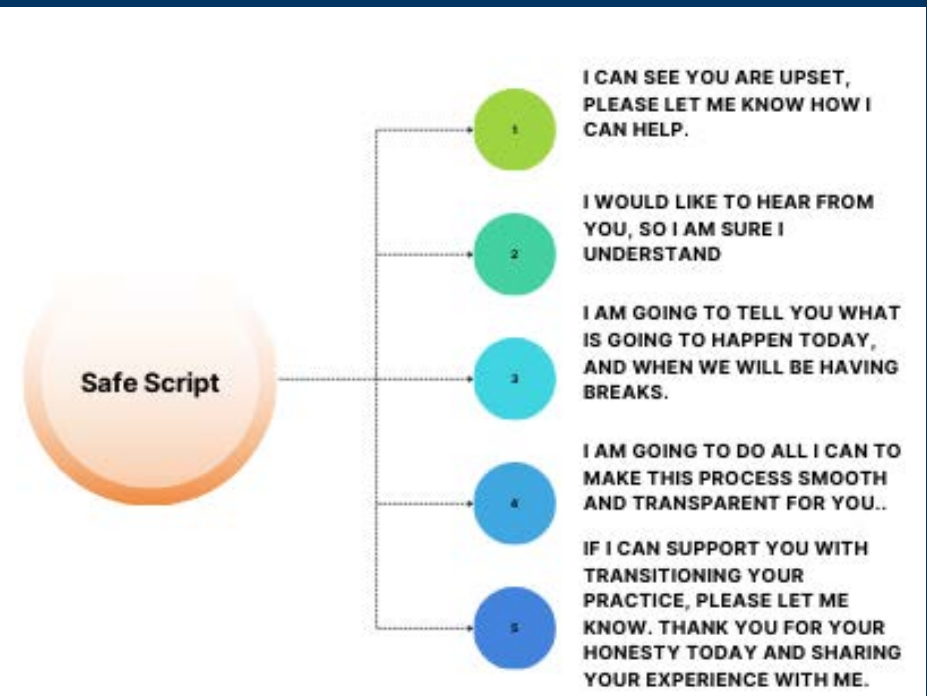 I CAN SEE YOU ARE UPSET,
PLEASE LET ME KNOW HOW I
CAN HELP.
1
I WOULD LIKE TO HEAR FROM
YOU, SO I AM SURE I
UNDERSTAND
2
Safe Script
I AM GOING TO TELL YOU WHAT
IS GOING TO HAPPEN TODAY,
AND WHEN WE WILL BE HAVING
BREAKS.
3
I AM GOING TO DO ALL I CAN TO
MAKE THIS PROCESS SMOOTH
AND TRANSPARENT FOR YOU..
4
IF I CAN SUPPORT YOU WITH
TRANSITIONING YOUR
PRACTICE, PLEASE LET ME
KNOW. THANK YOU FOR YOUR
HONESTY TODAY AND SHARING
YOUR EXPERIENCE WITH ME.
5